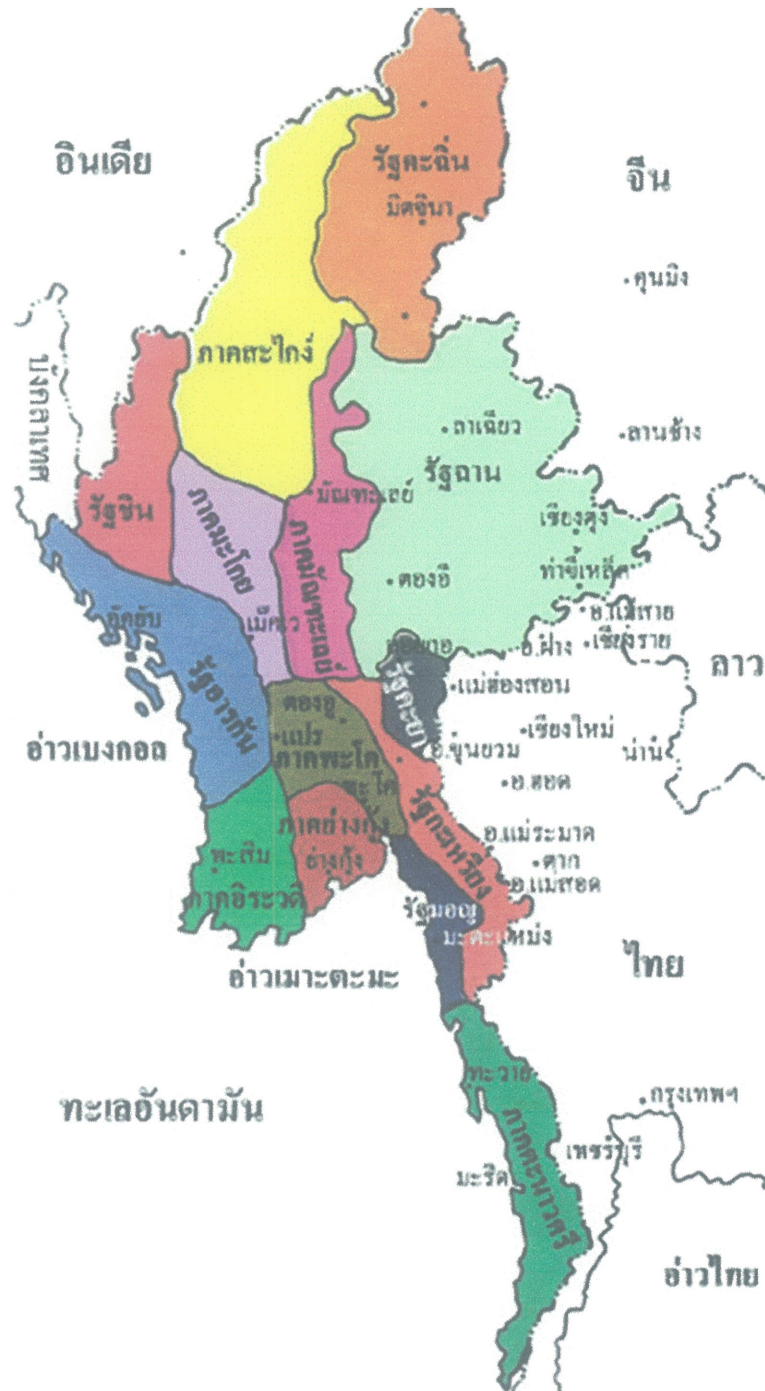 อินเดีย
รัฐคะฉิ่น
จีน
มิตจีนา
คุนมิง
ภาคสะไกง์
บังกลาเทศ
ลาเฉียว
ลานช้าง
รัฐฉาน
มัณฑะเลย์
รัฐชิน
ภาคมะโกย
ภาคมัณฑะเลย์
เชียงตุง
ตองยี
ท่าขี้เหล็ก
อ.แม่สาย
เชียงราย
อ.ฝาง
ลาว
รัฐอารกัน
รัฐคะยา
แม่ฮ่องสอน
ตองอู
เชียงใหม่
แปร
น่าน
อ่าวเบงกอล
อ.ขุนยวม
ภาคพะโค
พะโค
อ.ฮอด
ภาคย่างกุ้ง
รัฐกะเหรี่ยง
อ.แม่ระมาด
พะสิม
ย่างกุ้ง
ตาก
อ.แม่สอด
ภาคอิระวดี
รัฐมอญ
มะตะแหม่ง
ไทย
อ่าวเมาะตะมะ
ทะวาย
กรุงเทพฯ
ทะเลอันดามัน
ภาคตะนาวศรี
เพชรบุรี
มะริด
อ่าวไทย